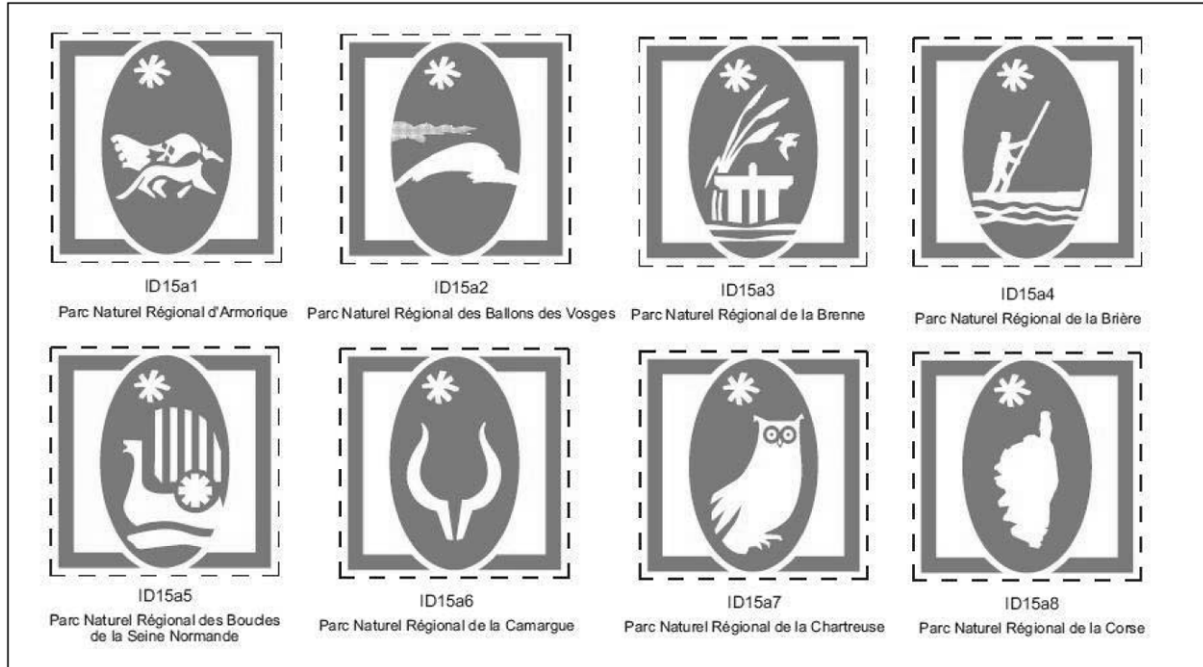 ID15a1
Parc Naturel Régional d'Armorique
ID15a2
Parc Naturel Régional des Ballons des Vosges
ID15a3
Parc Naturel Régional de la Brenne
ID15a4
Parc Naturel Régional de la Brière
ID15a5
Parc Naturel Régional des Boucles
de la Seine Normande
ID15a6
Parc Naturel Régional de la Camargue
ID15a7
Parc Naturel Régional de la Chartreuse
ID15a8
Parc Naturel Régional de la Corse